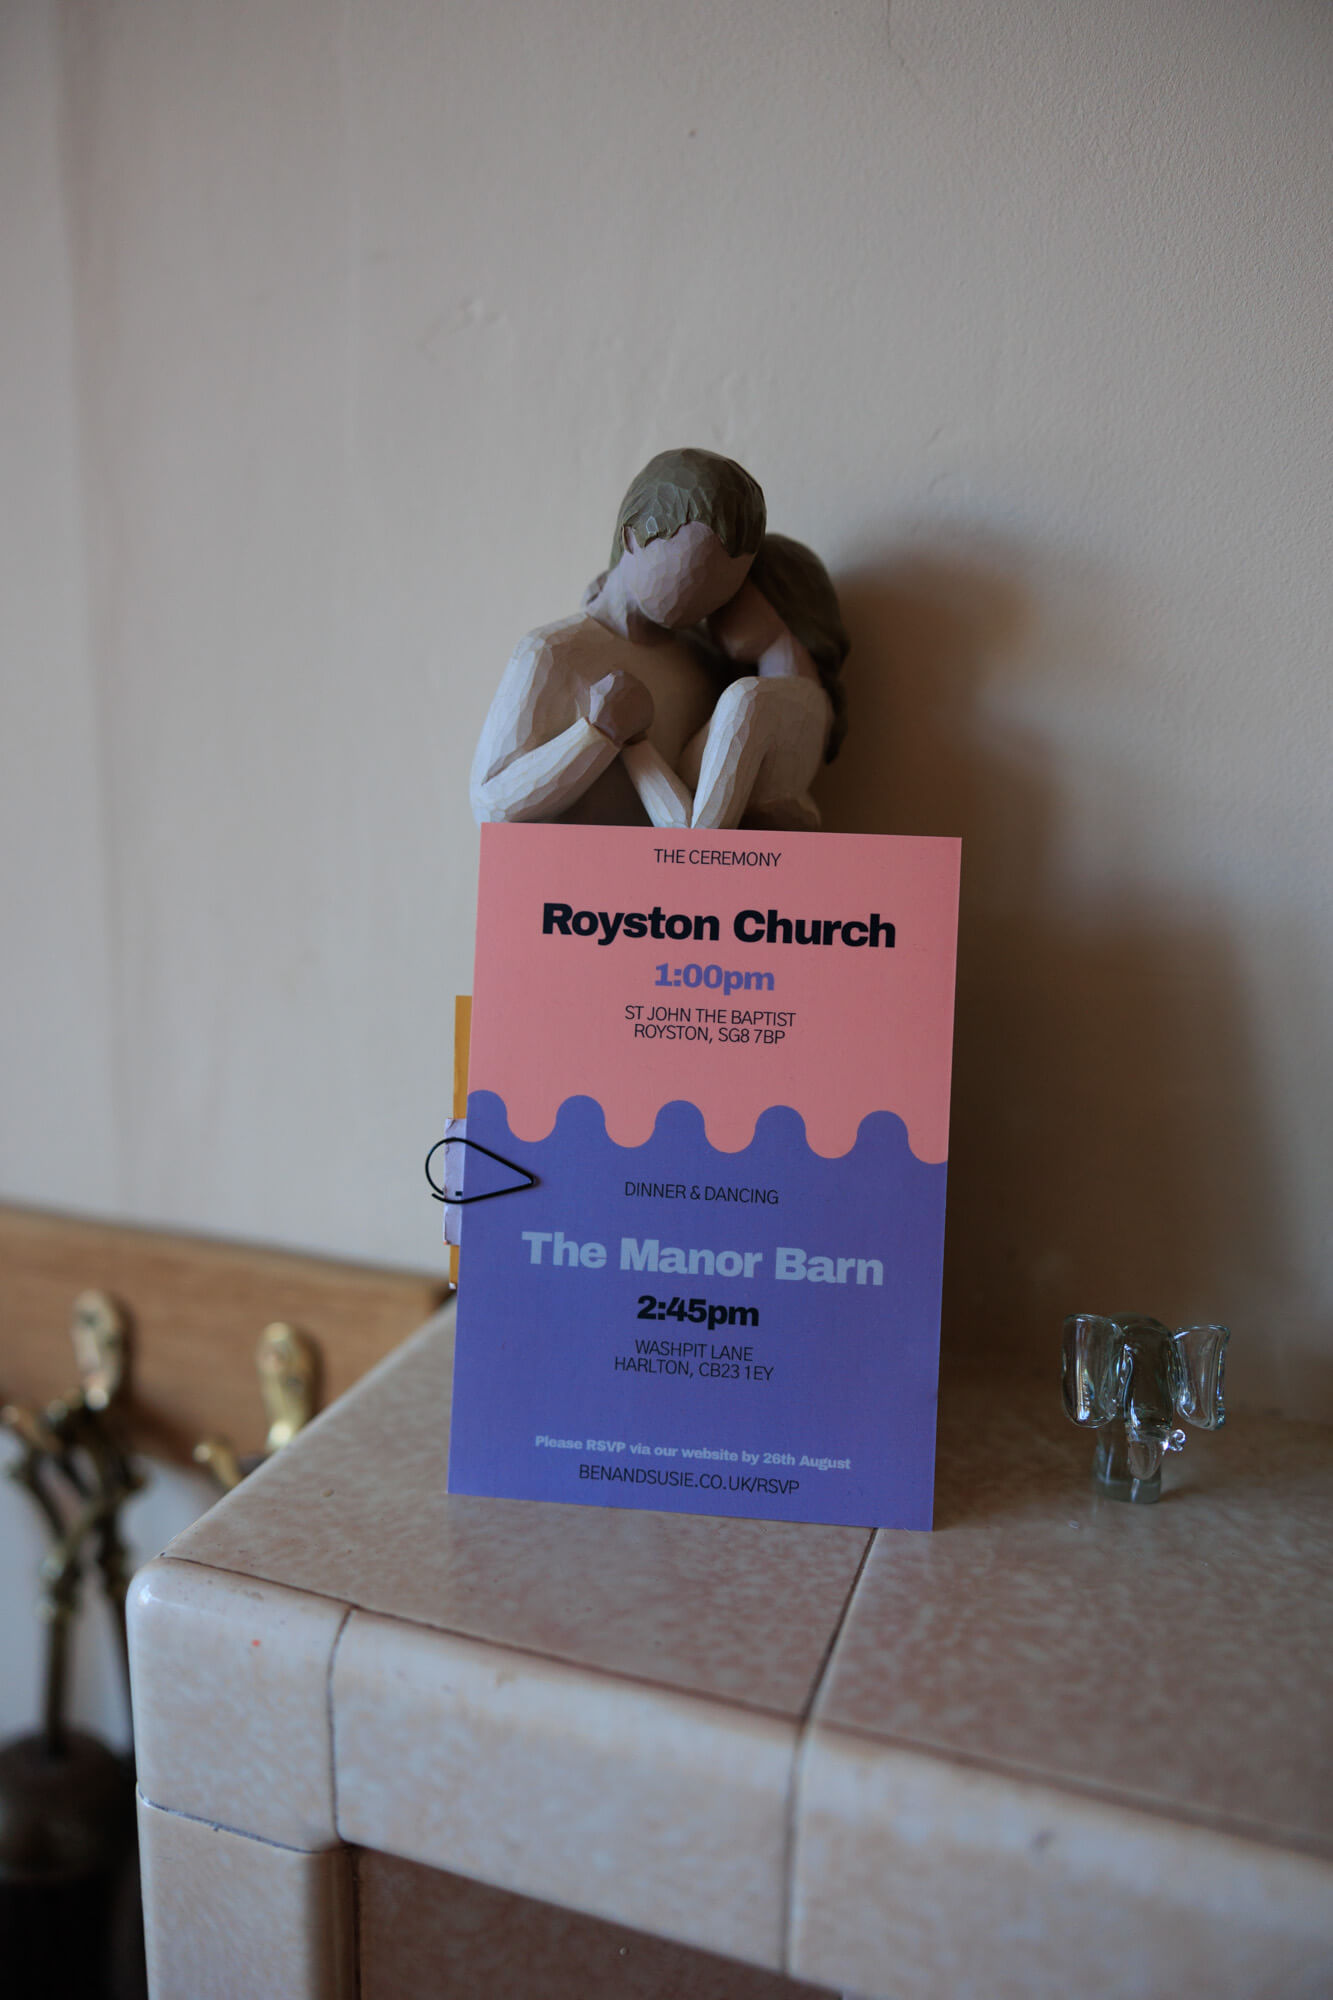 THE CEREMONY
Royston Church
1:00pm
ST JOHN THE BAPTIST
ROYSTON, SG8 7BP
DINNER & DANCING
The Manor Barn
2:45pm
WASHPIT LANE
HARLTON, CB23 1EY
Please RSVP via our website by 26th August
BENANDSUSIE.CO.UK/RSVP